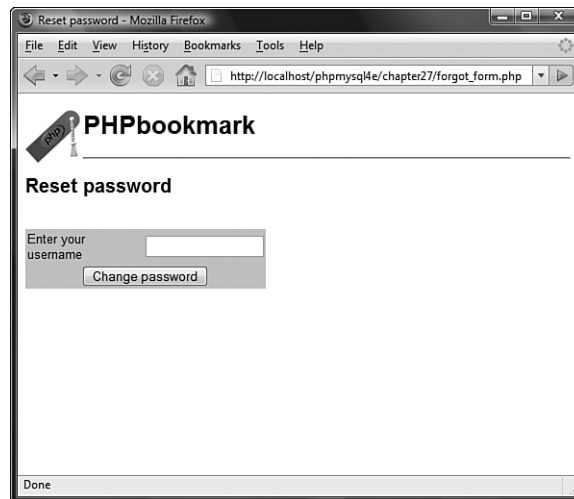 Reset password - Mozilla Firefox
File Edit View History Bookmarks Tools Help
http://localhost/phpmysql4e/chapter27/forgot_form.php
php
PHPbookmark
Reset password
Enter your
username
Change password
Done